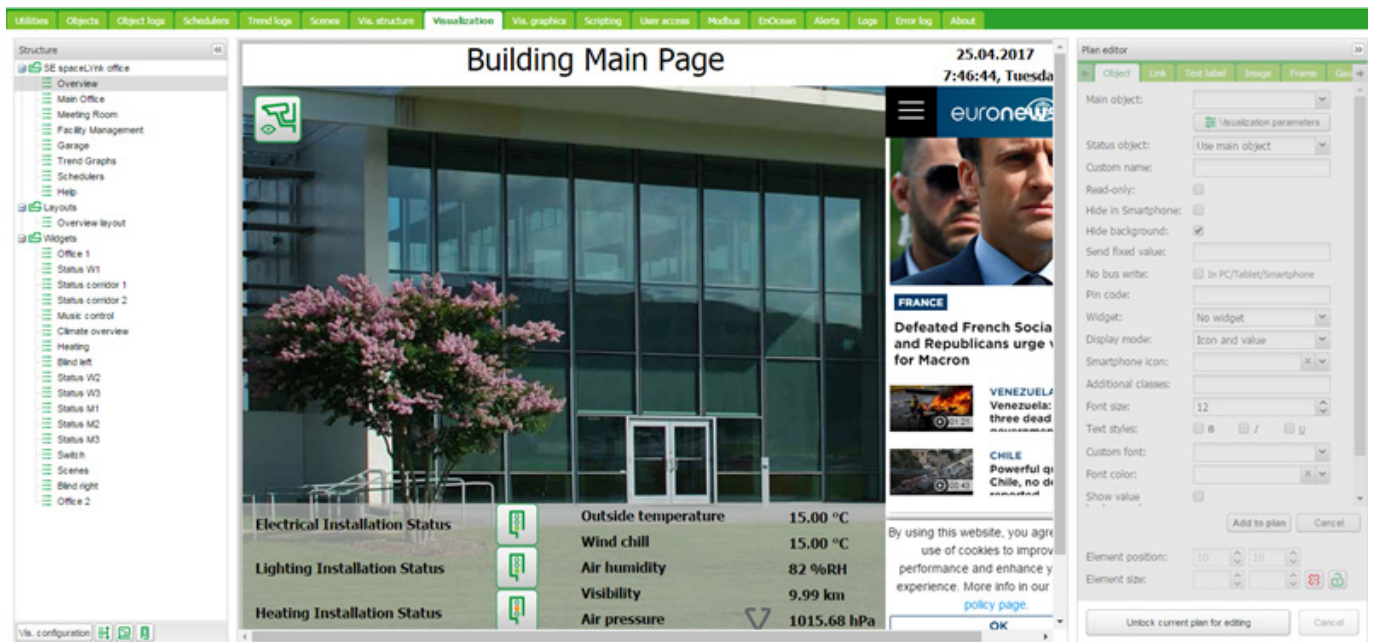 Utilities Objects Object logs Schedulers Trend logs Scenes Vis. structure Visualization Vis. graphics Scripting User access Modbus EnOcean Alerts Logs Error log About
Structure
SE spaceLYnk office
Overview
Main Office
Meeting Room
Facility Management
Garage
Trend Graphs
Schedulers
Help
Layouts
Overview layout
Widgets
Office 1
Status W1
Status corridor 1
Status corridor 2
Music control
Climate overview
Heating
Blind left
Status W2
Status W3
Status M1
Status M2
Status M3
Switch
Scenes
Blind right
Office 2
Vis. configuration
Building Main Page
25.04.2017
7:46:44, Tuesda
euronews
FRANCE
Defeated French Socia
and Republicans urge v
for Macron
VENEZUELA
Venezuela:
three dead
01:21
CHILE
Powerful qu
Chile, no de
reported
00:43
By using this website, you agre
use of cookies to improv
performance and enhance y
experience. More info in our
policy page.
OK
Electrical Installation Status
Lighting Installation Status
Heating Installation Status
Outside temperature 15.00 °C
Wind chill 15.00 °C
Air humidity 82 %RH
Visibility 9.99 km
Air pressure 1015.68 hPa
Plan editor
Object Link Text label Image Frame Gau
Main object:
Visualization parameters
Status object: Use main object
Custom name:
Read-only:
Hide in Smartphone:
Hide background:
Send fixed value:
No bus write: In PC/Tablet/Smartphone
Pin code:
Widget: No widget
Display mode: Icon and value
Smartphone icon:
Additional classes:
Font size: 12
Text styles: B I U
Custom font:
Font color:
Show value
Add to plan Cancel
Element position: 10 10
Element size:
Unlock current plan for editing Cancel